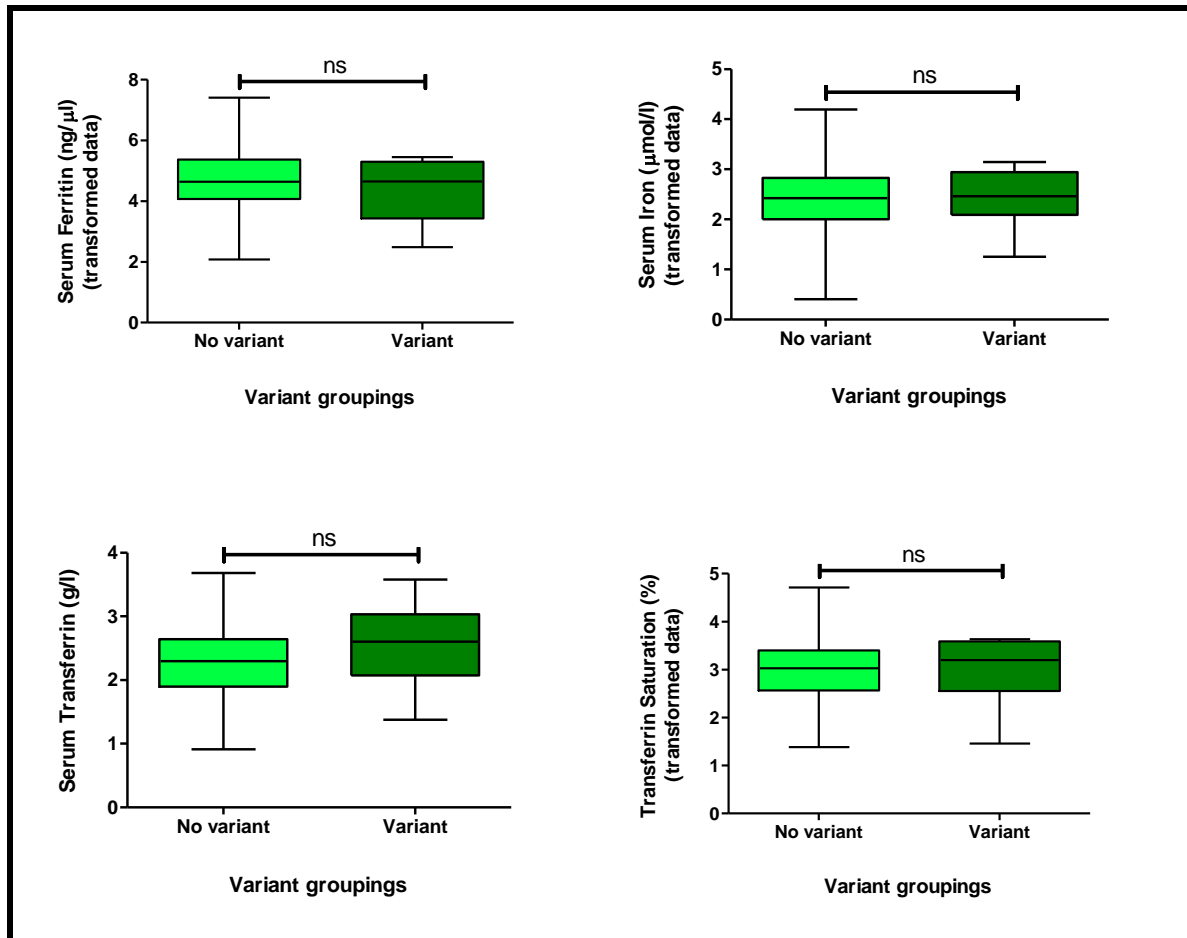 ns
Serum Ferritin (ng/µl)
(transformed data)
8
6
4
2
0
No variant Variant
Variant groupings
ns
Serum Iron (µmol/l)
(transformed data)
5
4
3
2
1
0
No variant Variant
Variant groupings
ns
Serum Transferrin (g/l)
4
3
2
1
0
No variant Variant
Variant groupings
ns
Transferrin Saturation (%)
(transformed data)
5
4
3
2
1
0
No variant Variant
Variant groupings